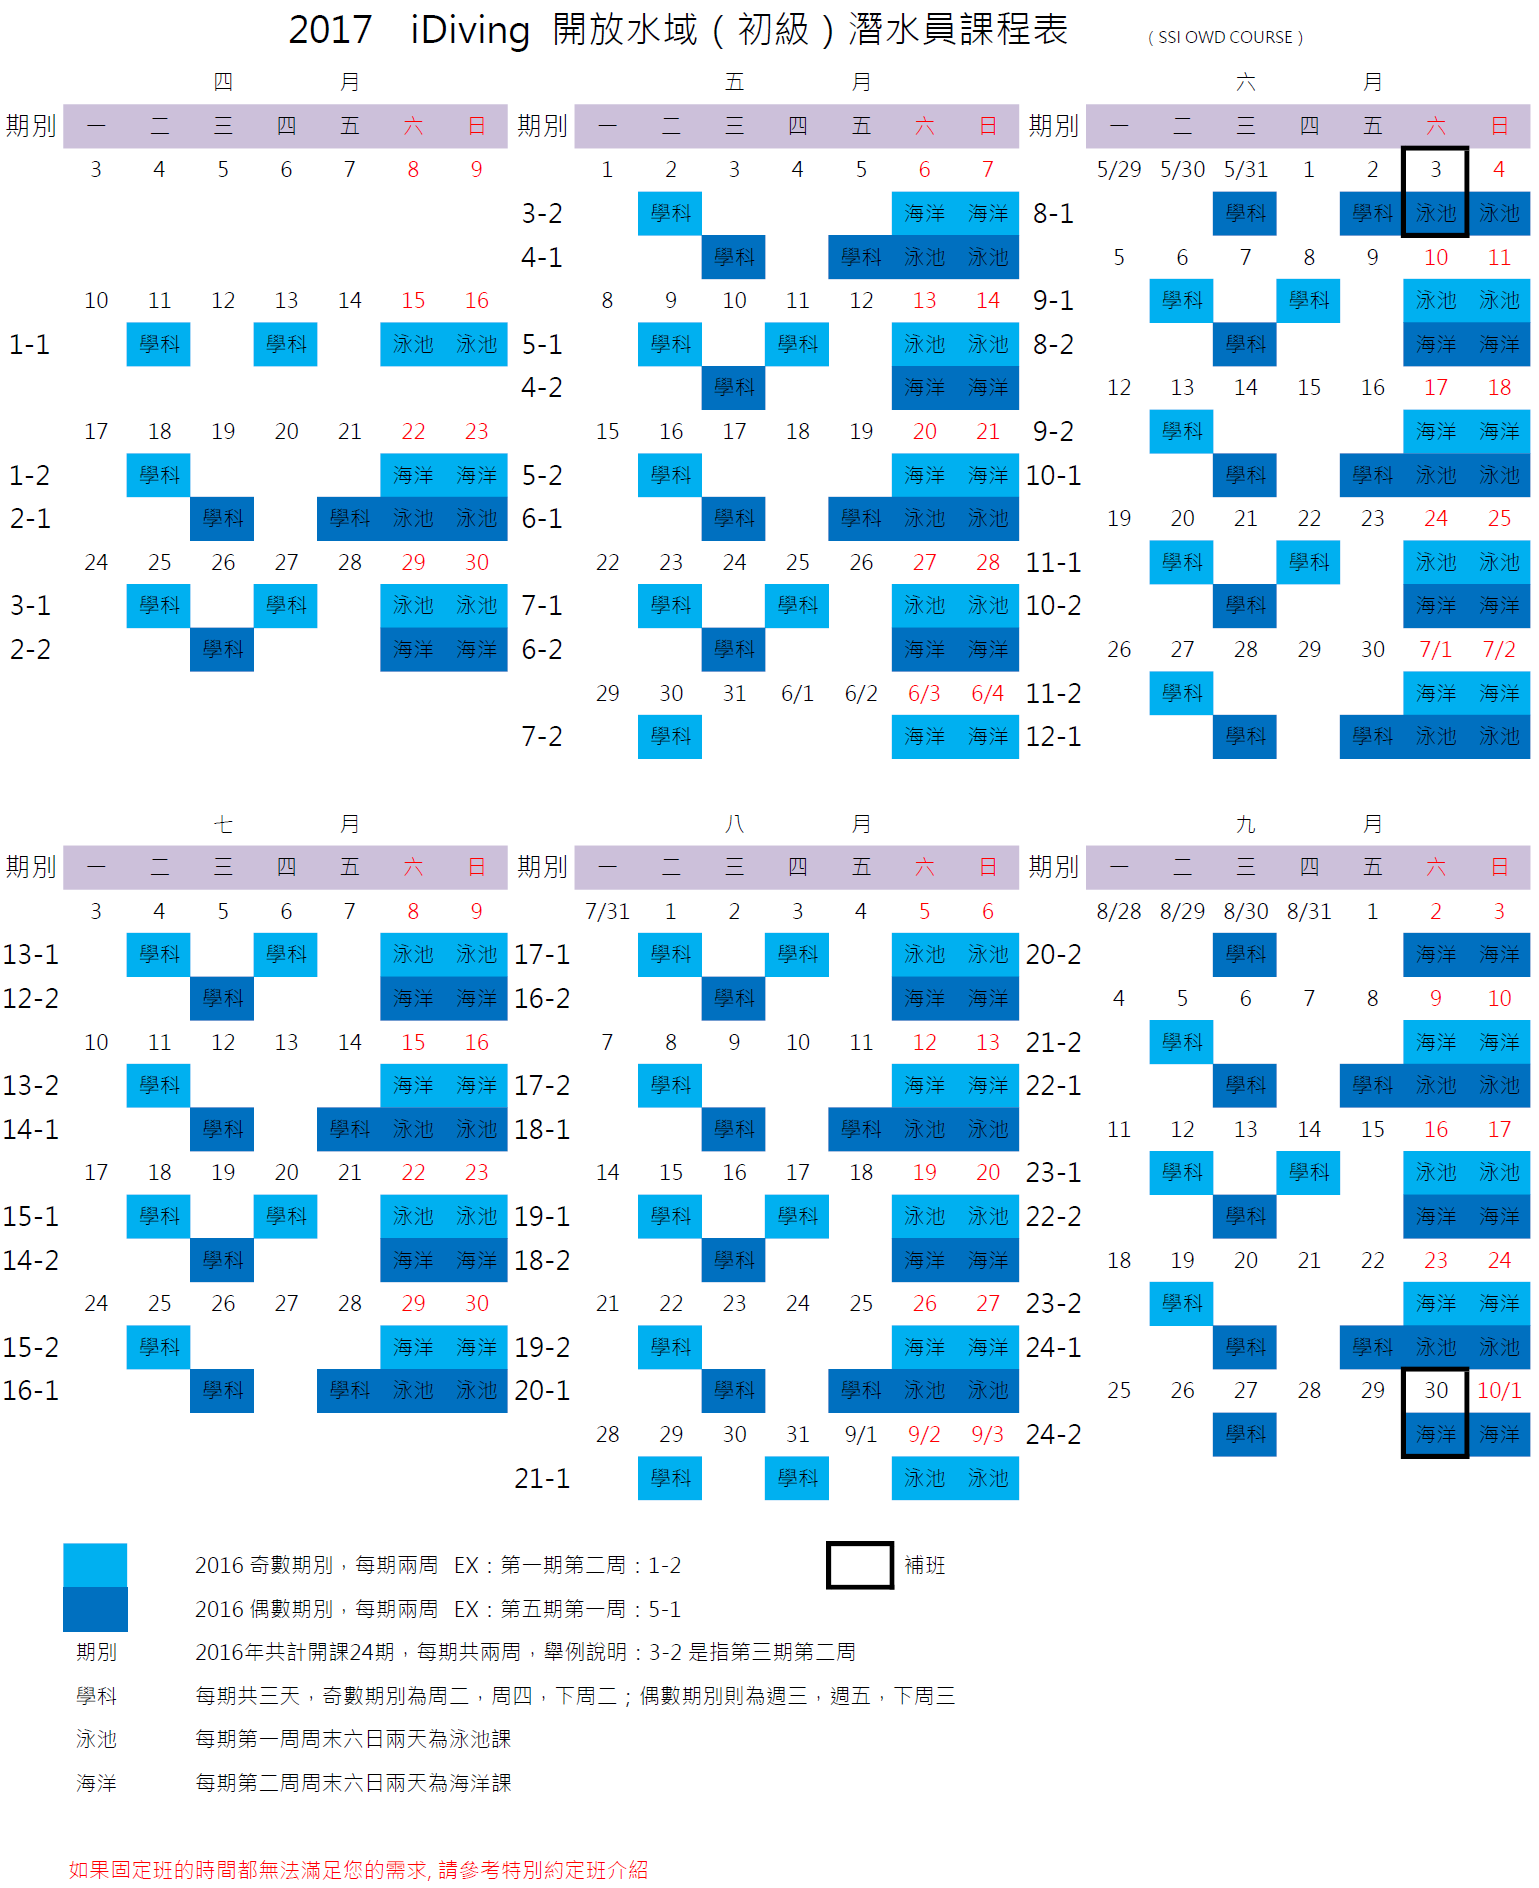 2017 iDiving 開放水域（初級）潛水員課程表 （SSI OWD COURSE）
四 月 五 月 六 月
期別 一 二 三 四 五 六 日 期別 一 二 三 四 五 六 日 期別 一 二 三 四 五 六 日
3 4 5 6 7 8 9 1 2 3 4 5 6 7 5/29 5/30 5/31 1 2 3 4
3-2 學科 海洋 海洋 8-1 學科 學科 泳池 泳池
4-1 學科 學科 泳池 泳池 5 6 7 8 9 10 11
10 11 12 13 14 15 16 8 9 10 11 12 13 14 9-1 學科 學科 泳池 泳池
1-1 學科 學科 泳池 泳池 5-1 學科 學科 泳池 泳池 8-2 學科 海洋 海洋
4-2 學科 海洋 海洋 12 13 14 15 16 17 18
17 18 19 20 21 22 23 15 16 17 18 19 20 21 9-2 學科 海洋 海洋
1-2 學科 海洋 海洋 5-2 學科 海洋 海洋 10-1 學科 學科 泳池 泳池
2-1 學科 學科 泳池 泳池 6-1 學科 學科 泳池 泳池 19 20 21 22 23 24 25
24 25 26 27 28 29 30 22 23 24 25 26 27 28 11-1 學科 學科 泳池 泳池
3-1 學科 學科 泳池 泳池 7-1 學科 學科 泳池 泳池 10-2 學科 海洋 海洋
2-2 學科 海洋 海洋 6-2 學科 海洋 海洋 26 27 28 29 30 7/1 7/2
29 30 31 6/1 6/2 6/3 6/4 11-2 學科 海洋 海洋
7-2 學科 海洋 海洋 12-1 學科 學科 泳池 泳池
七 月 八 月 九 月
期別 一 二 三 四 五 六 日 期別 一 二 三 四 五 六 日 期別 一 二 三 四 五 六 日
3 4 5 6 7 8 9 7/31 1 2 3 4 5 6 8/28 8/29 8/30 8/31 1 2 3
13-1 學科 學科 泳池 泳池 17-1 學科 學科 泳池 泳池 20-2 學科 海洋 海洋
12-2 學科 海洋 海洋 16-2 學科 海洋 海洋 4 5 6 7 8 9 10
10 11 12 13 14 15 16 7 8 9 10 11 12 13 21-2 學科 海洋 海洋
13-2 學科 海洋 海洋 17-2 學科 海洋 海洋 22-1 學科 學科 泳池 泳池
14-1 學科 學科 泳池 泳池 18-1 學科 學科 泳池 泳池 11 12 13 14 15 16 17
17 18 19 20 21 22 23 14 15 16 17 18 19 20 23-1 學科 學科 泳池 泳池
15-1 學科 學科 泳池 泳池 19-1 學科 學科 泳池 泳池 22-2 學科 海洋 海洋
14-2 學科 海洋 海洋 18-2 學科 海洋 海洋 18 19 20 21 22 23 24
24 25 26 27 28 29 30 21 22 23 24 25 26 27 23-2 學科 海洋 海洋
15-2 學科 海洋 海洋 19-2 學科 海洋 海洋 24-1 學科 學科 泳池 泳池
16-1 學科 學科 泳池 泳池 20-1 學科 學科 泳池 泳池 25 26 27 28 29 30 10/1
28 29 30 31 9/1 9/2 9/3 24-2 學科 海洋 海洋
21-1 學科 學科 泳池 泳池
2016 奇數期別，每期兩周 EX：第一期第二周：1-2 補班
2016 偶數期別，每期兩周 EX：第五期第一周：5-1
期別 2016年共計開課24期，每期共兩周，舉例說明：3-2 是指第三期第二周
學科 每期共三天，奇數期別為周二，周四，下周二；偶數期別則為週三，週五，下周三
泳池 每期第一周周末六日兩天為泳池課
海洋 每期第二周周末六日兩天為海洋課
如果固定班的時間都無法滿足您的需求, 請參考特別約定班介紹